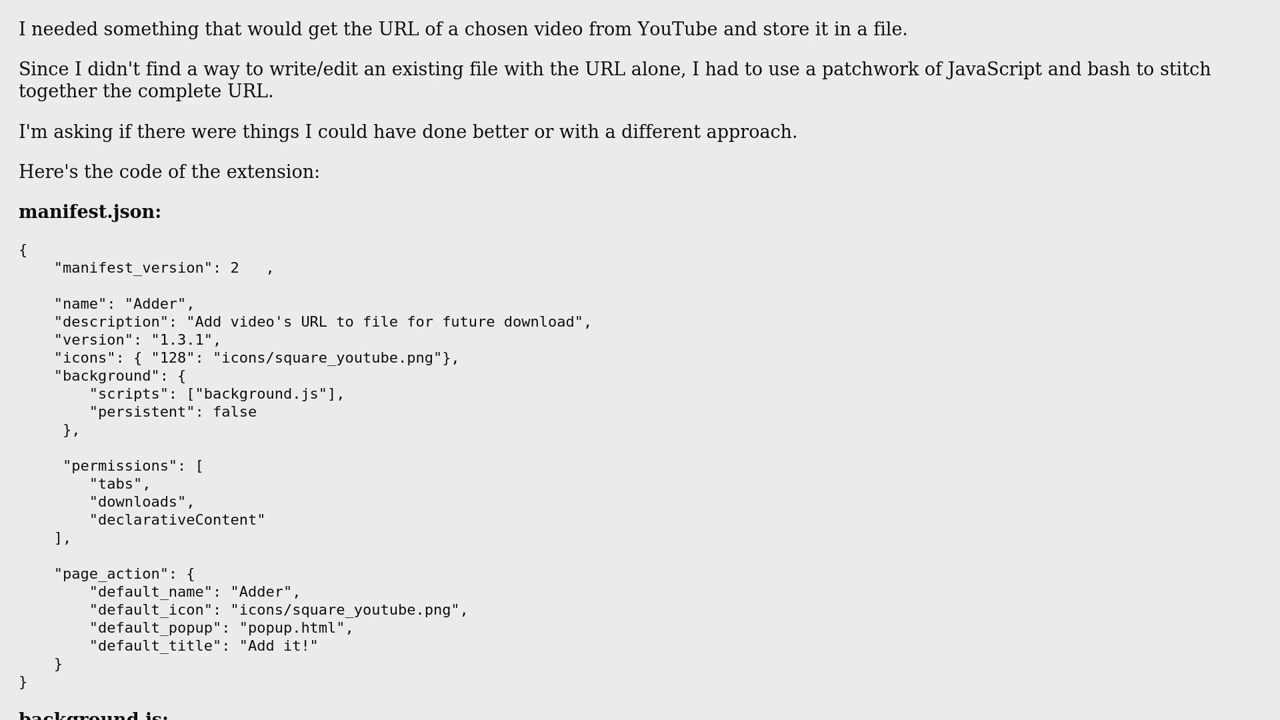 I needed something that would get the URL of a chosen video from YouTube and store it in a file.
Since I didn't find a way to write/edit an existing file with the URL alone, I had to use a patchwork of JavaScript and bash to stitch
together the complete URL.
I'm asking if there were things I could have done better or with a different approach.
Here's the code of the extension:
manifest.json:
{
    "manifest_version": 2   ,
    "name": "Adder",
    "description": "Add video's URL to file for future download",
    "version": "1.3.1",
    "icons": { "128": "icons/square_youtube.png"},
    "background": {
        "scripts": ["background.js"],
        "persistent": false
     },
     "permissions": [
        "tabs",
        "downloads",
        "declarativeContent"
    ],
    "page_action": {
        "default_name": "Adder",
        "default_icon": "icons/square_youtube.png",
        "default_popup": "popup.html",
        "default_title": "Add it!"
    }
}
background.js: